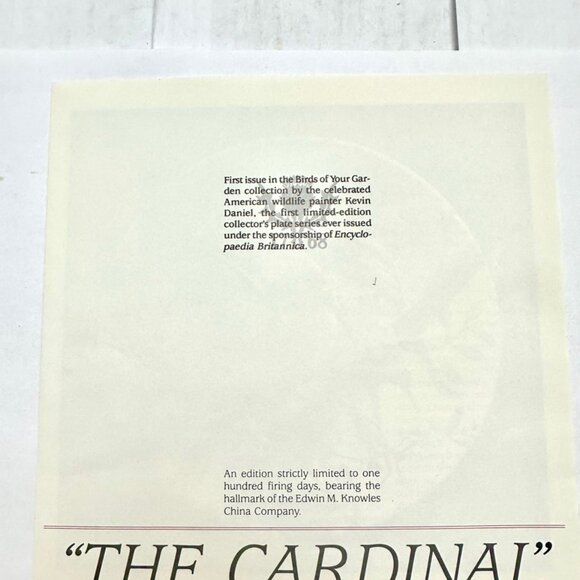 First issue in the Birds of Your Gar-
den collection by the celebrated
American wildlife painter Kevin
Daniel, the first limited-edition
collector's plate series ever issued
under the sponsorship of Encyclo-
paedia Britannica.
An edition strictly limited to one
hundred firing days, bearing the
hallmark of the Edwin M. Knowles
China Company.
"THE CARDINAL"